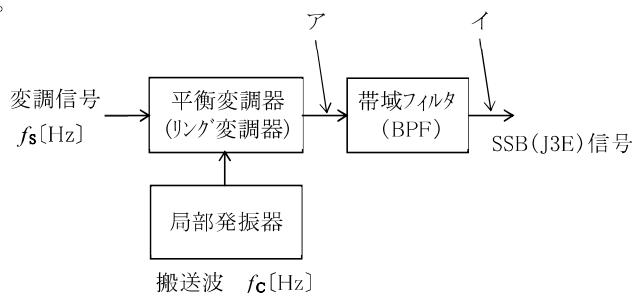 。
ア
イ
変調信号
fs[Hz]
平衡変調器
(リング変調器)
帯域フィルタ
(BPF)
SSB(J3E)信号
局部発振器
搬送波 fc[Hz]